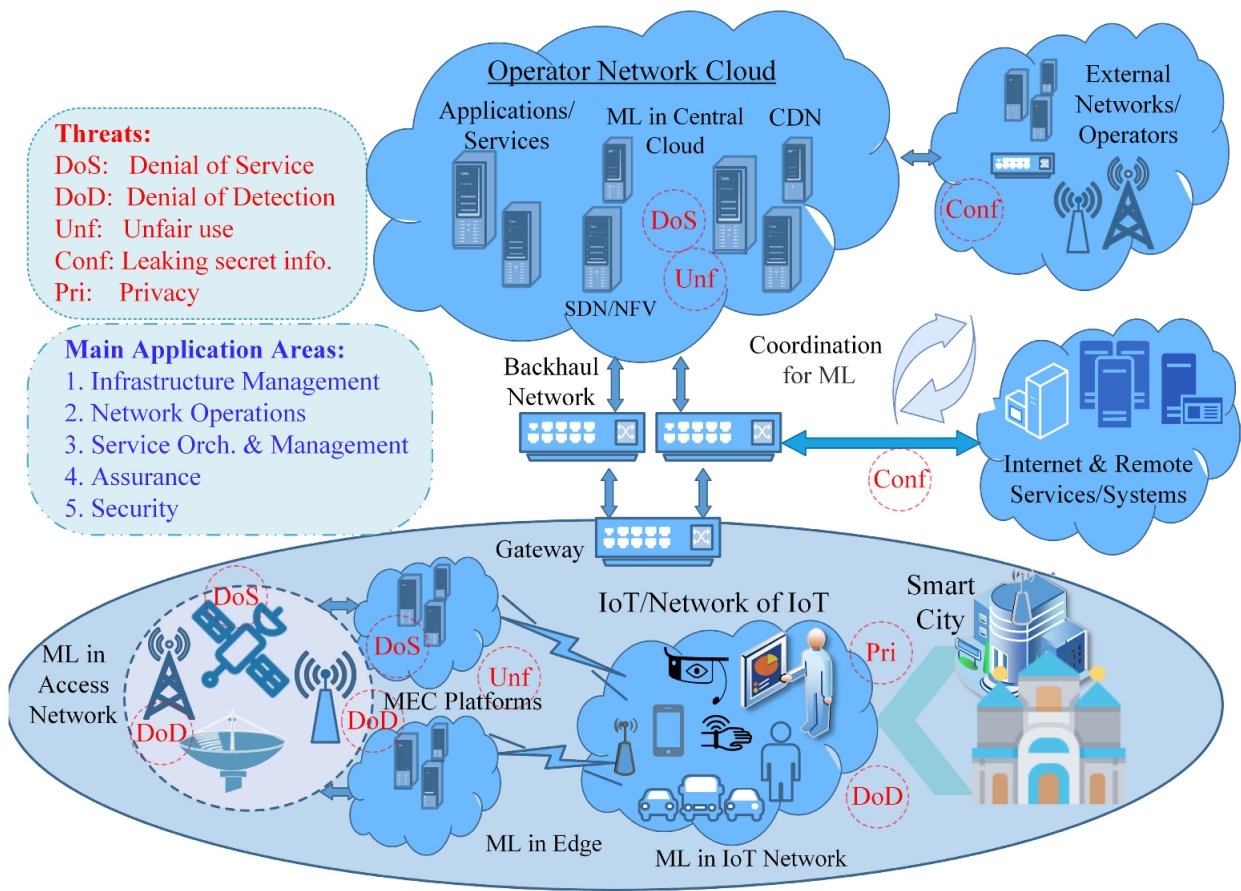 Operator Network Cloud
Applications/
Services
ML in Central
Cloud
CDN
DoS
Unf
SDN/NFV
External
Networks/
Operators
Conf
Threats:
DoS: Denial of Service
DoD: Denial of Detection
Unf: Unfair use
Conf: Leaking secret info.
Pri: Privacy
Main Application Areas:
1. Infrastructure Management
2. Network Operations
3. Service Orch. & Management
4. Assurance
5. Security
Backhaul
Network
Coordination
for ML
Conf
Internet & Remote
Services/Systems
Gateway
ML in
Access
Network
DoS
DoD
DoD
DoS
MEC Platforms
Unf
ML in Edge
IoT/Network of IoT
ML in IoT Network
Pri
DoD
Smart
City